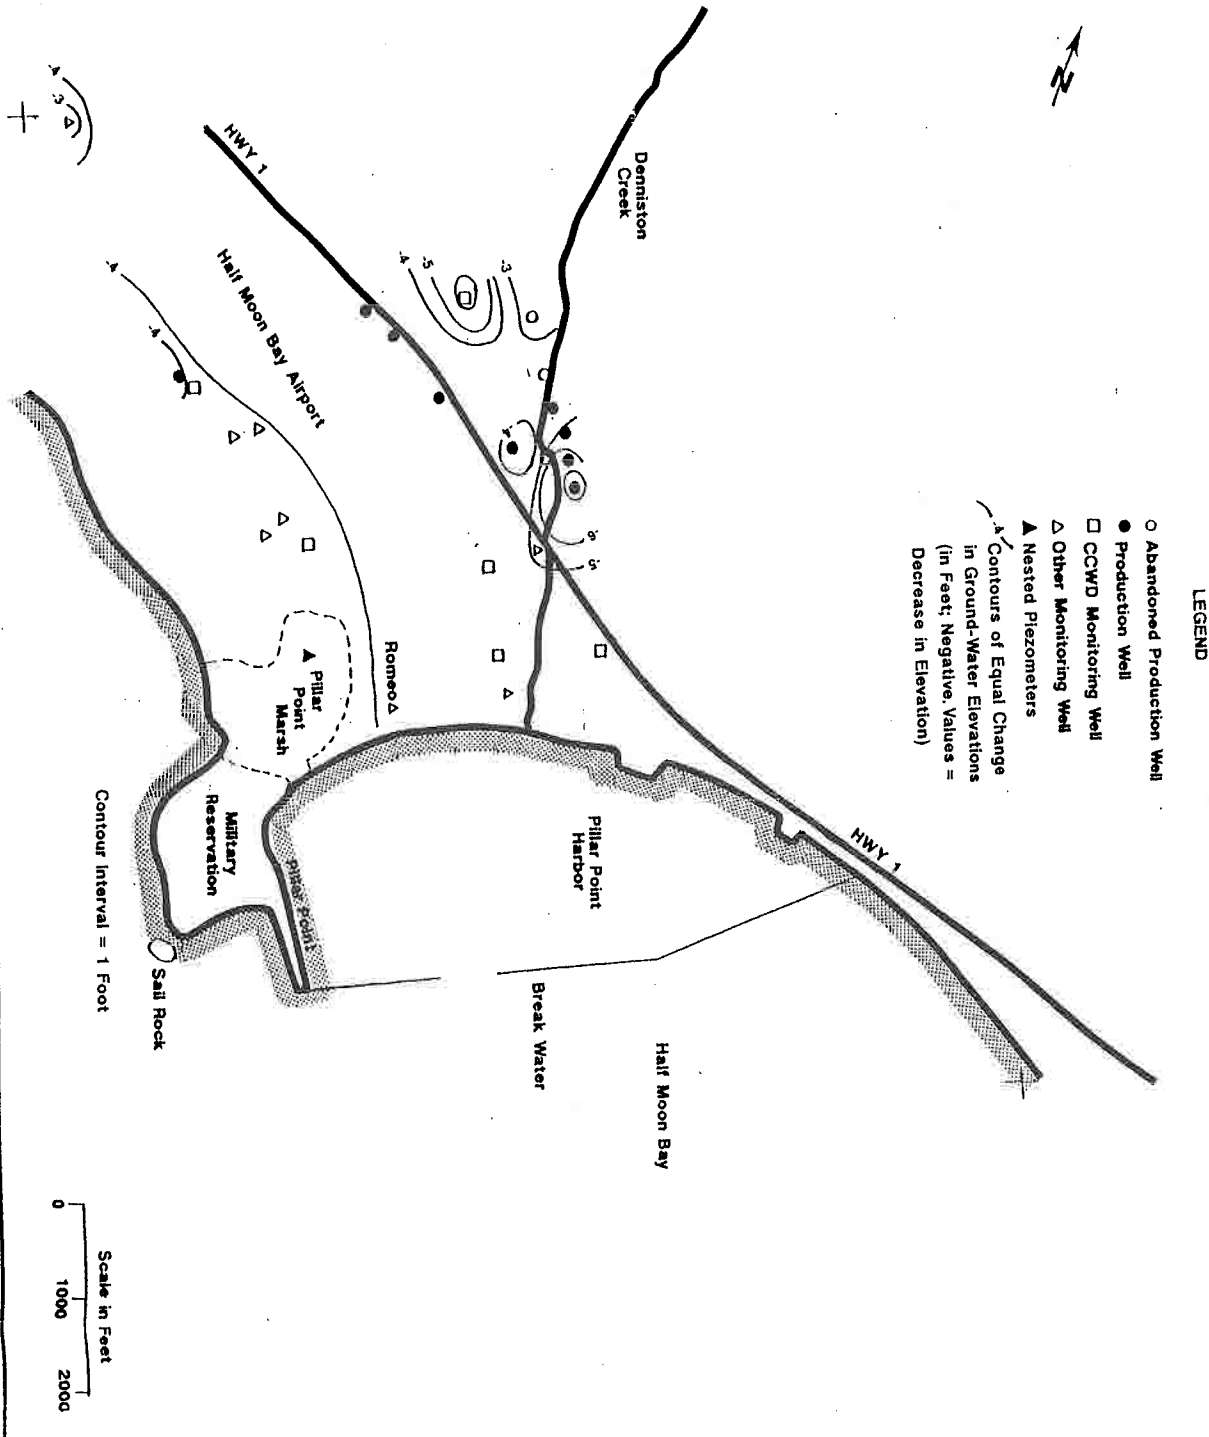 LEGEND
Abandoned Production Well
Production Well
CCWD Monitoring Well
Other Monitoring Well
Nested Piezometers
-4 Contours of Equal Change
in Ground-Water Elevations
(in Feet; Negative Values =
Decrease in Elevation)
N
Denniston
Creek
HWY 1
Half Moon Bay Airport
-4
-3
-4
-5
-3
-4
-4
Romeo
Pillar
Point
Marsh
Military
Reservation
Pillar Point
Pillar Point
Harbor
HWY 1
Break Water
Half Moon Bay
Sail Rock
Contour Interval = 1 Foot
Scale in Feet
0 1000 2000